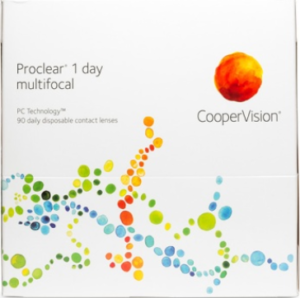 Proclear® 1 day
multifocal
PC Technology™
90 daily disposable contact lenses
CooperVision®